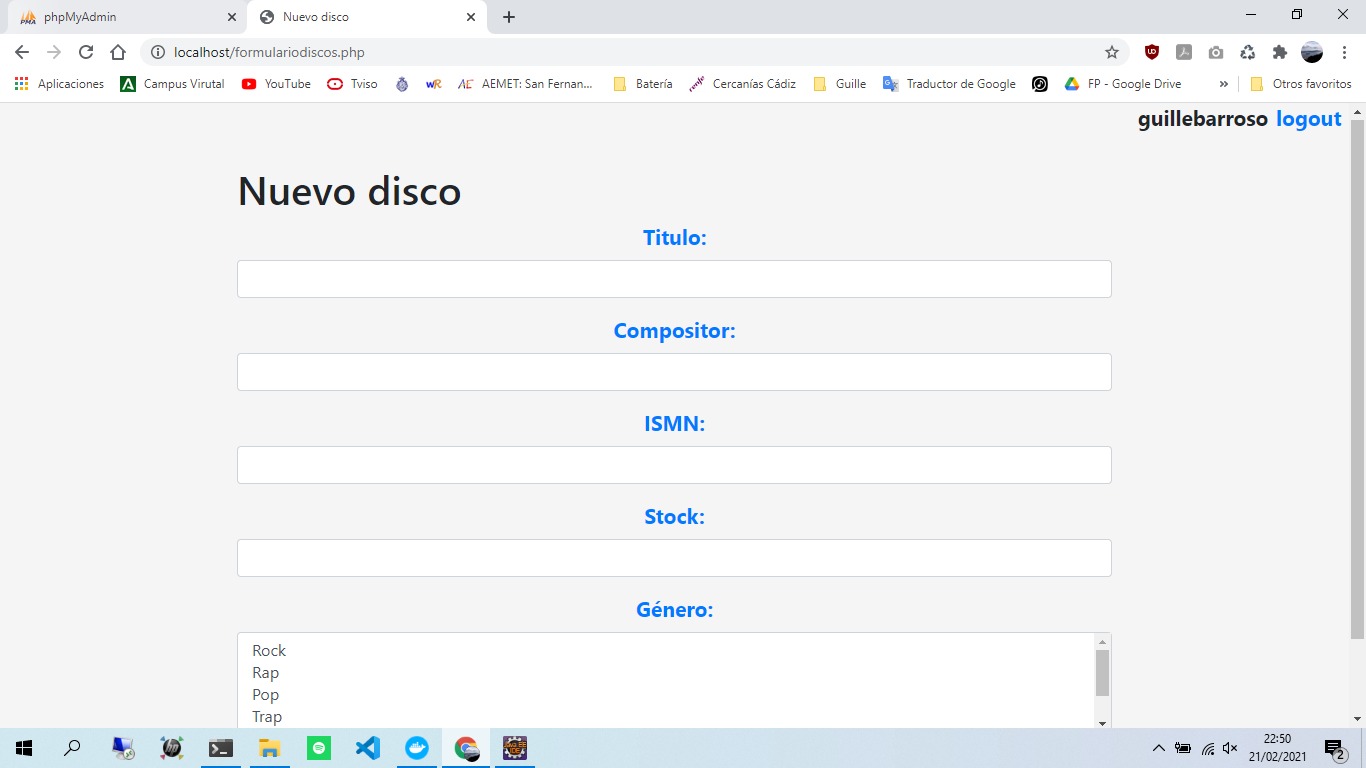 phpMyAdmin
Nuevo disco
localhost/formulariodiscos.php
Aplicaciones
Campus Virutal
YouTube
Tviso
wR
AEMET: San Fernan...
Batería
Cercanías Cádiz
Guille
Traductor de Google
FP - Google Drive
»
Otros favoritos
guillebarroso logout
Nuevo disco
Titulo:
Compositor:
ISMN:
Stock:
Género:
Rock
Rap
Pop
Trap
22:50
21/02/2021
2